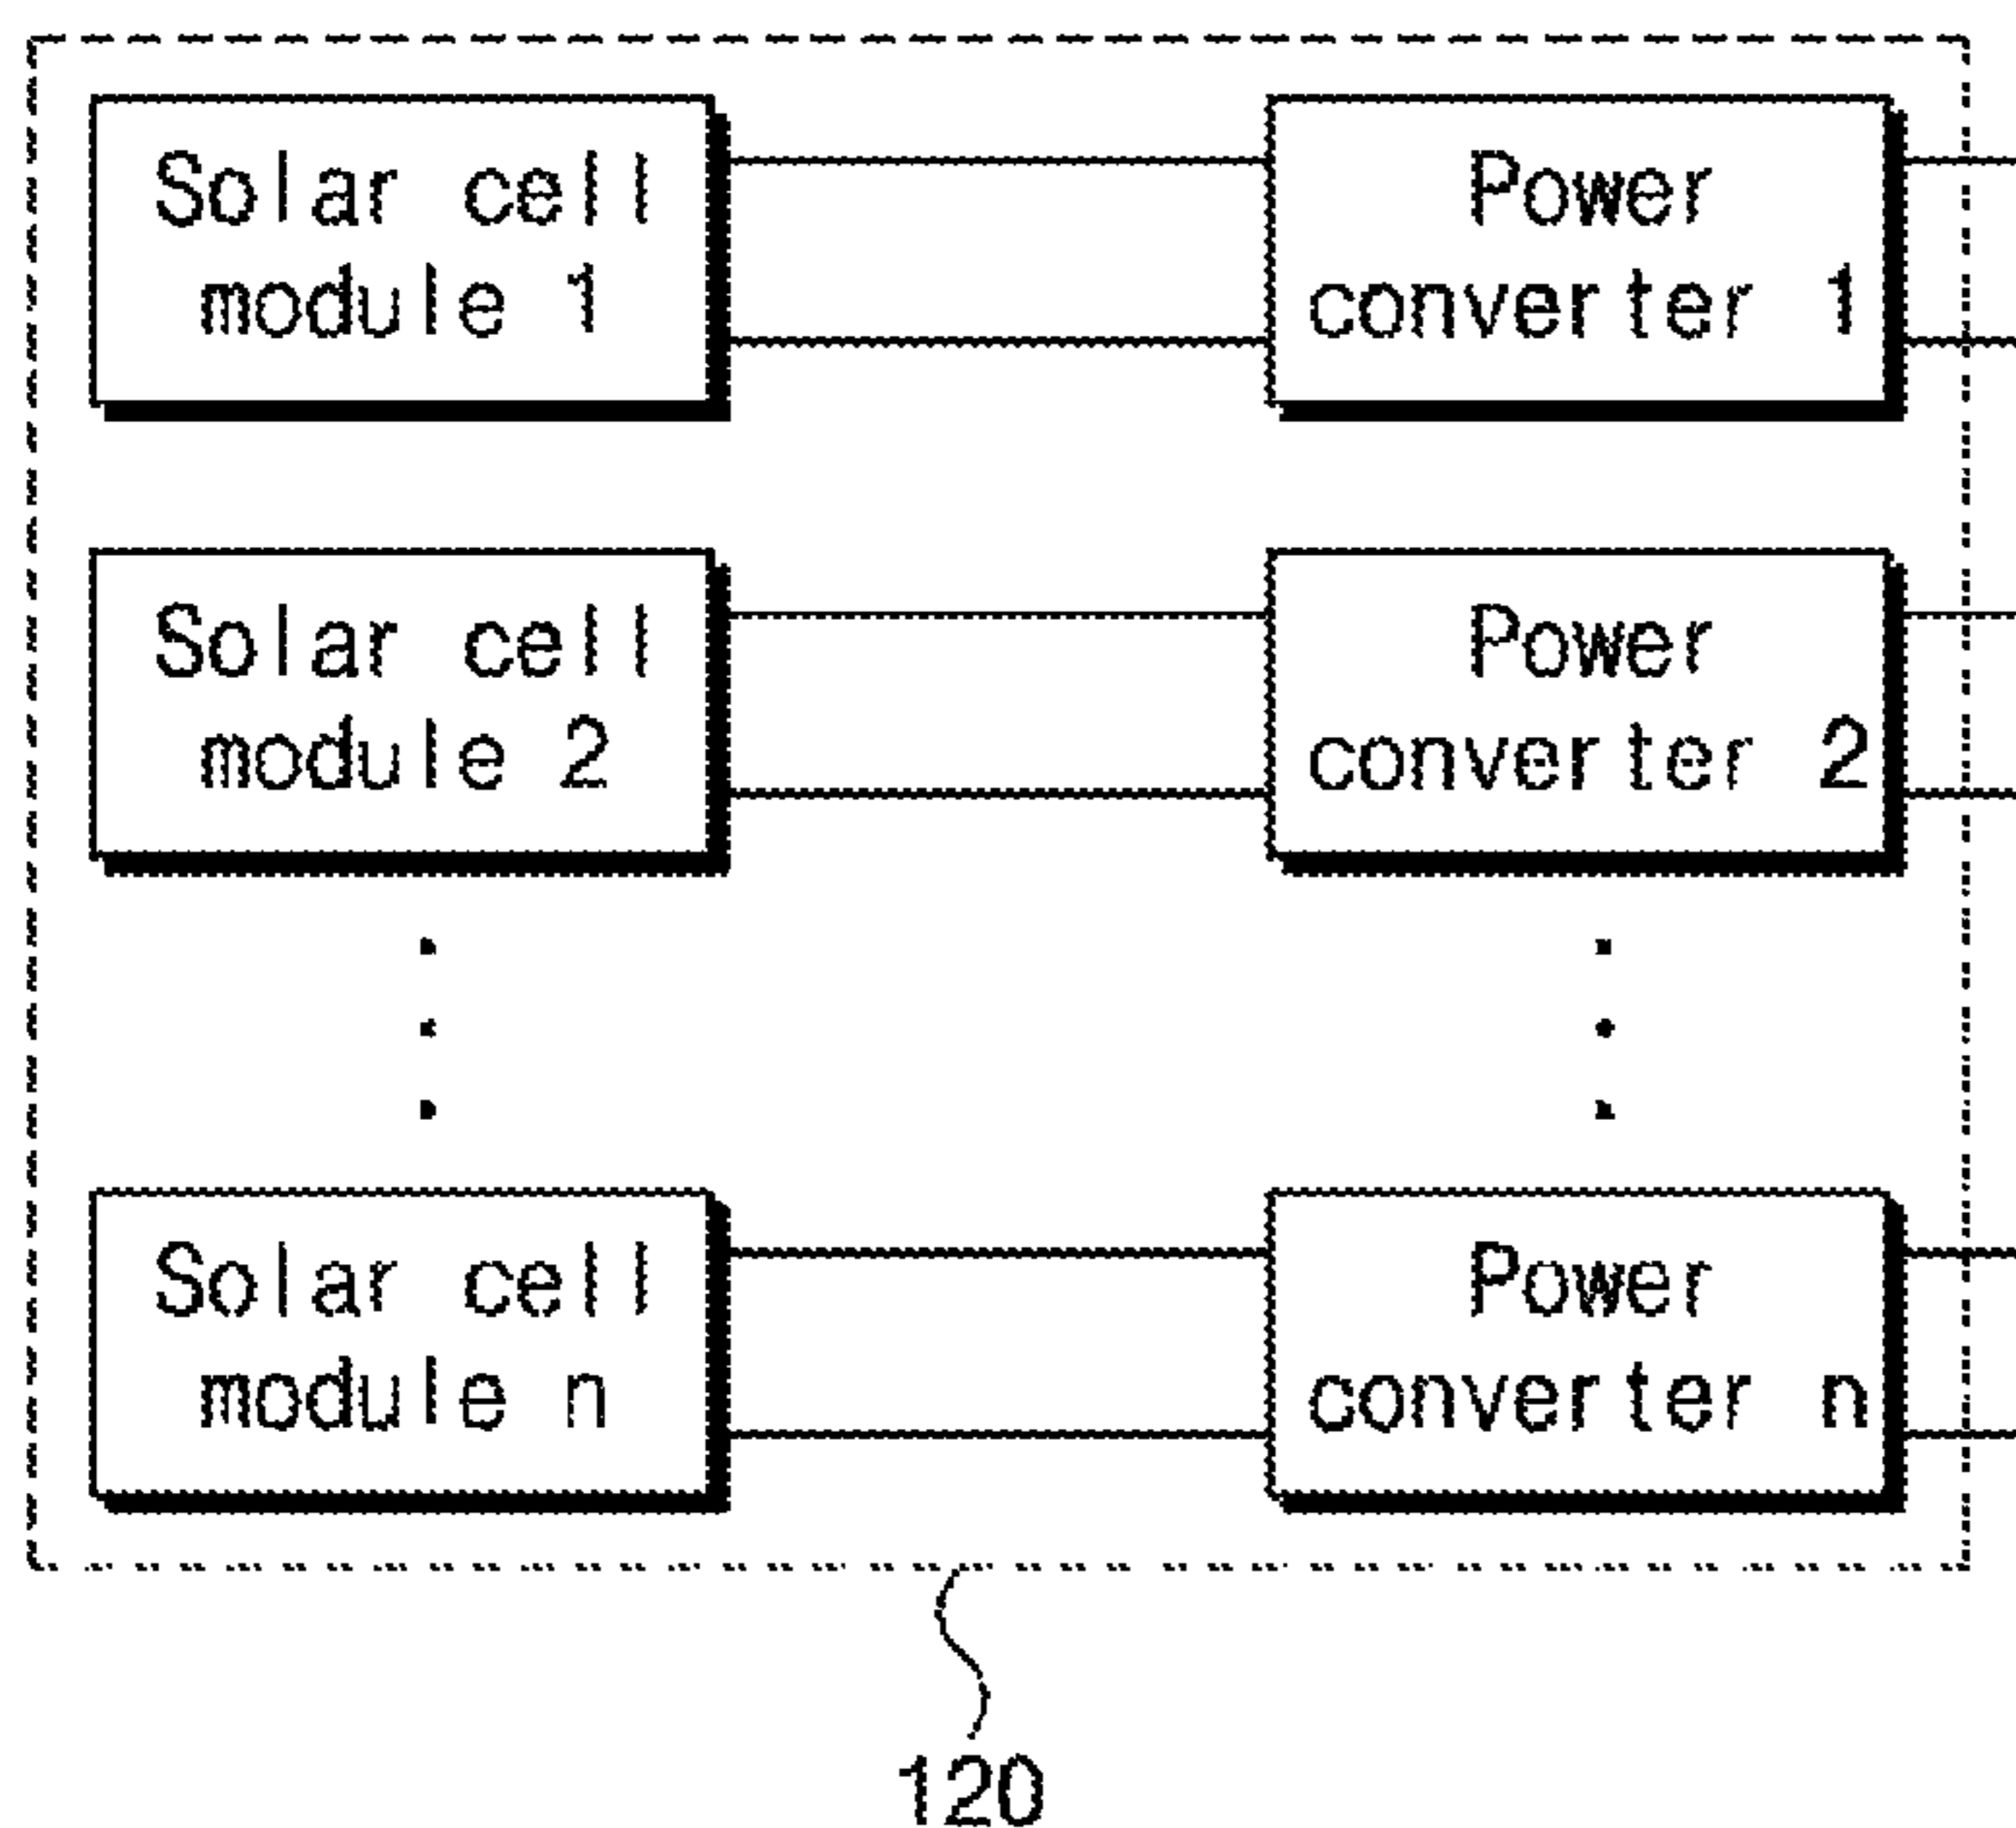 Solar cell
module 1
Power
converter 1
Solar cell
module 2
Power
converter 2
Solar cell
module n
Power
converter n
120